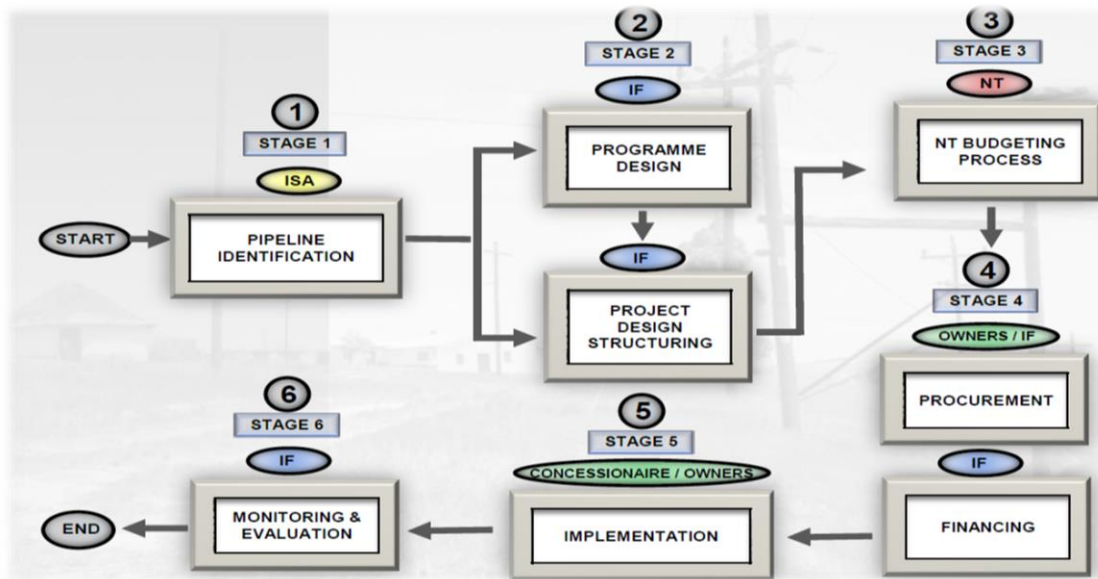 1
STAGE 1
ISA
START
PIPELINE
IDENTIFICATION
2
STAGE 2
IF
PROGRAMME
DESIGN
IF
PROJECT
DESIGN
STRUCTURING
3
STAGE 3
NT
NT BUDGETING
PROCESS
4
STAGE 4
OWNERS / IF
PROCUREMENT
IF
FINANCING
5
STAGE 5
CONCESSIONAIRE / OWNERS
IMPLEMENTATION
6
STAGE 6
IF
MONITORING &
EVALUATION
END